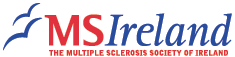 MSIreland
THE MULTIPLE SCLEROSIS SOCIETY OF IRELAND